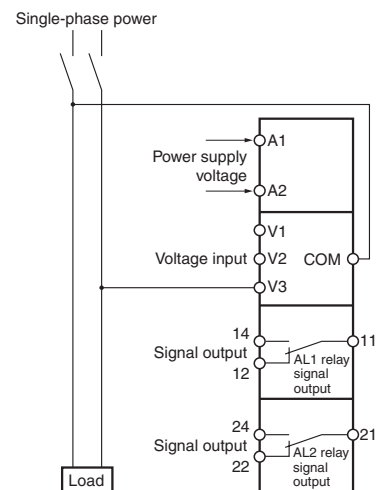 Single-phase power
A1
Power supply
voltage
A2
V1
Voltage input
V2
COM
V3
14
11
Signal output
AL1 relay
signal
output
12
24
21
Signal output
AL2 relay
signal
output
22
Load